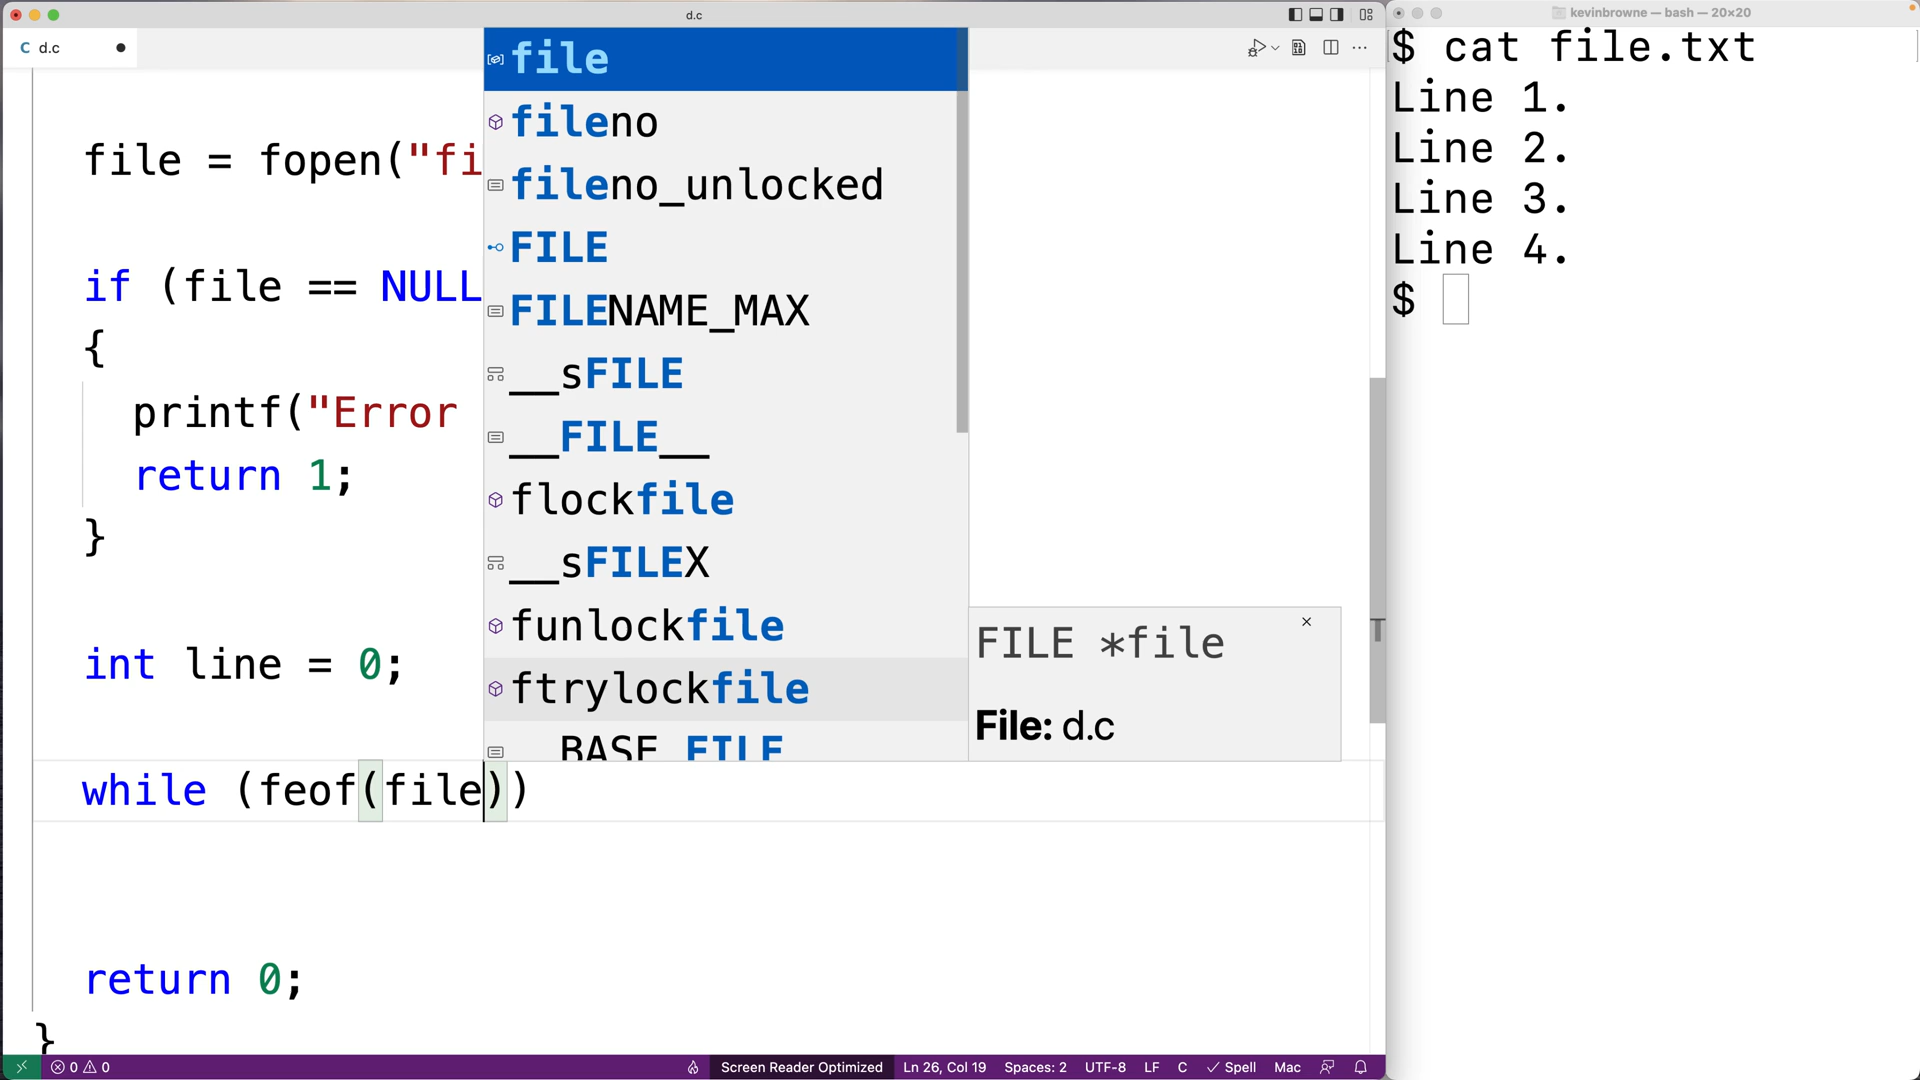 d.c
C d.c
file = fopen("fi
if (file == NULL
{
printf("Error
return 1;
}
int line = 0;
while (feof(file))
return 0;
}
file
fileno
fileno_unlocked
FILE
FILENAME_MAX
__sFILE
__FILE__
flockfile
__sFILEX
funlockfile
ftrylockfile
__BASE_FILE
FILE *file
File: d.c
0 0
Screen Reader Optimized
Ln 26, Col 19
Spaces: 2
UTF-8
LF
C
Spell
Mac
kevinbrowne — bash — 20×20
$ cat file.txt
Line 1.
Line 2.
Line 3.
Line 4.
$